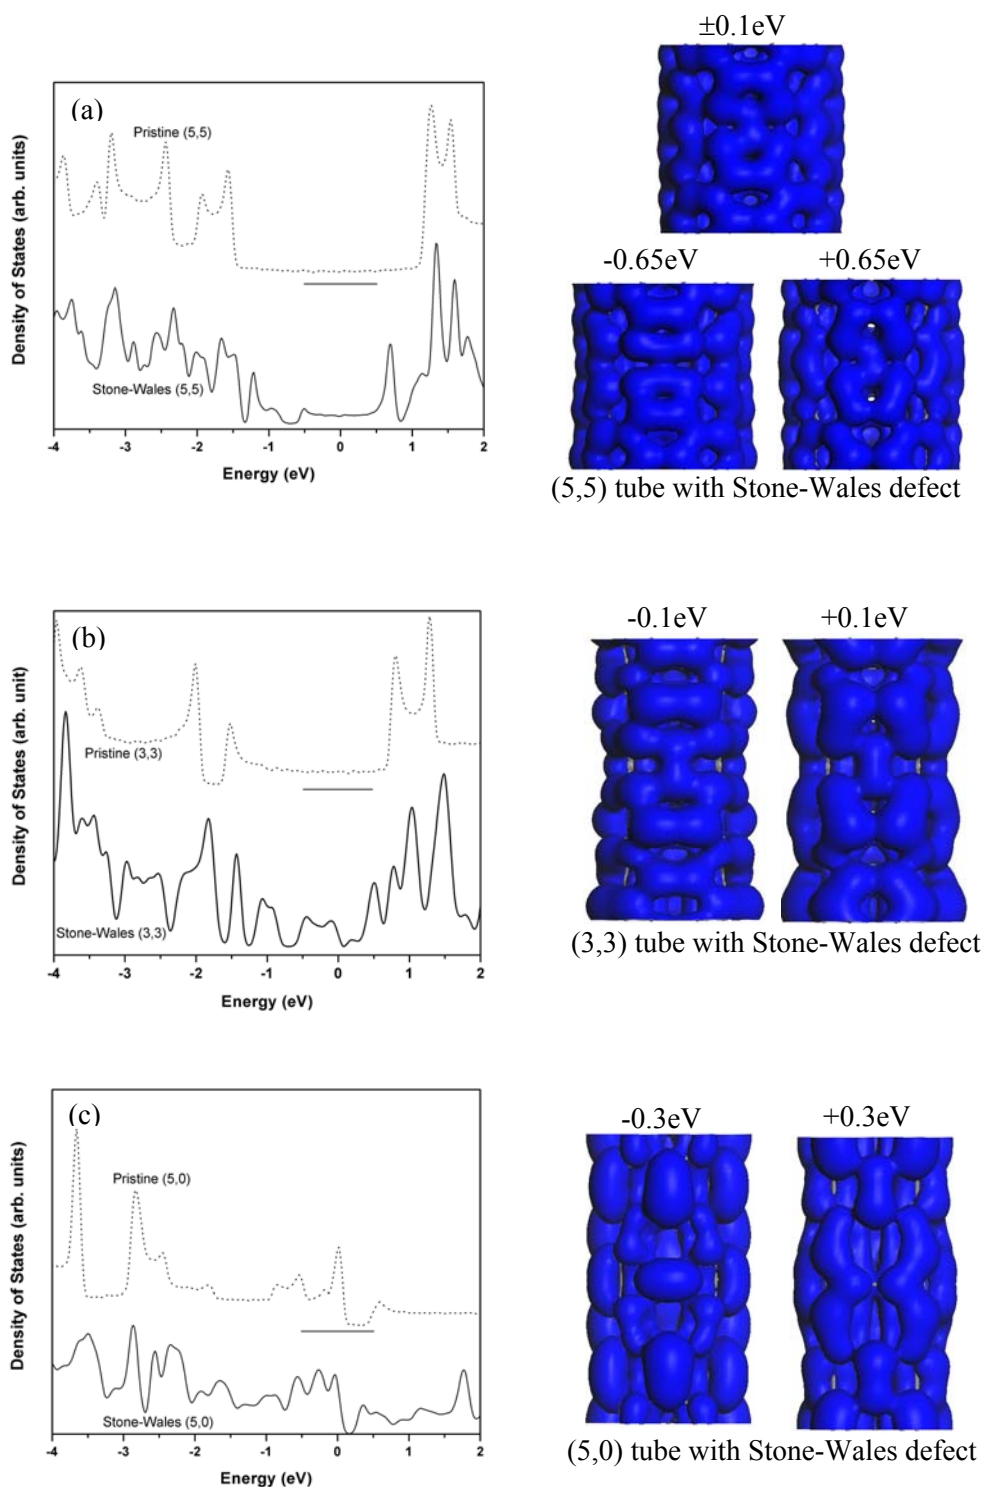 ±0.1eV
(a)
Pristine (5,5)
Density of States (arb. units)
Stone-Wales (5,5)
-4 -3 -2 -1 0 1 2
Energy (eV)
-0.65eV +0.65eV
(5,5) tube with Stone-Wales defect
(b)
Pristine (3,3)
Density of States (arb. unit)
Stone-Wales (3,3)
-4 -3 -2 -1 0 1 2
Energy (eV)
-0.1eV +0.1eV
(3,3) tube with Stone-Wales defect
(c)
Pristine (5,0)
Density of States (arb. units)
Stone-Wales (5,0)
-4 -3 -2 -1 0 1 2
Energy (eV)
-0.3eV +0.3eV
(5,0) tube with Stone-Wales defect